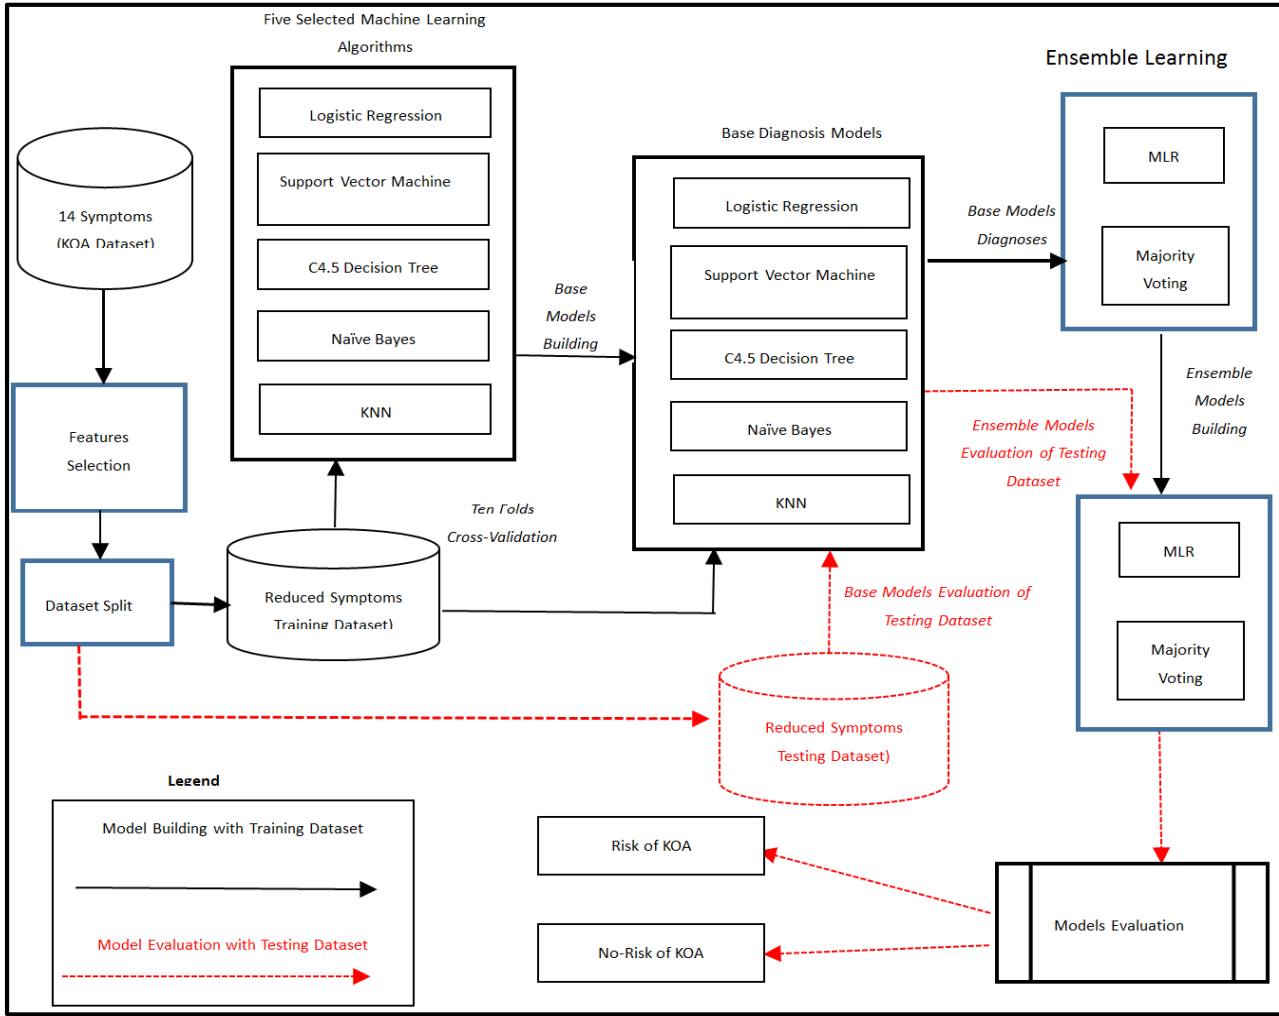 Five Selected Machine Learning
Algorithms
Logistic Regression
Support Vector Machine
C4.5 Decision Tree
Naïve Bayes
KNN
14 Symptoms
(KOA Dataset)
Features
Selection
Dataset Split
Reduced Symptoms
Training Dataset)
Ten Folds
Cross-Validation
Base
Models
Building
Base Diagnosis Models
Logistic Regression
Support Vector Machine
C4.5 Decision Tree
Naïve Bayes
KNN
Base Models
Diagnoses
Ensemble Learning
MLR
Majority
Voting
Ensemble
Models
Building
Ensemble Models
Evaluation of Testing
Dataset
MLR
Majority
Voting
Base Models Evaluation of
Testing Dataset
Reduced Symptoms
Testing Dataset)
Legend
Model Building with Training Dataset
Model Evaluation with Testing Dataset
Risk of KOA
No-Risk of KOA
Models Evaluation